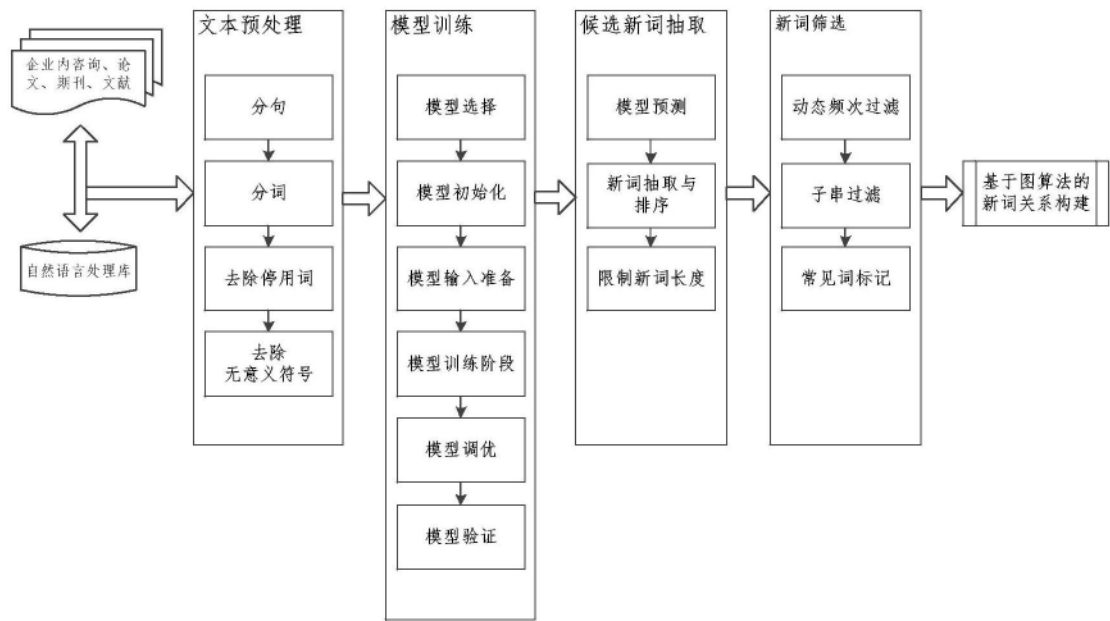 企业内咨询、论
文、期刊、文献
自然语言处理库
文本预处理
分句
分词
去除停用词
去除
无意义符号
模型训练
模型选择
模型初始化
模型输入准备
模型训练阶段
模型调优
模型验证
候选新词抽取
模型预测
新词抽取与
排序
限制新词长度
新词筛选
动态频次过滤
子串过滤
常见词标记
基于图算法的
新词关系构建